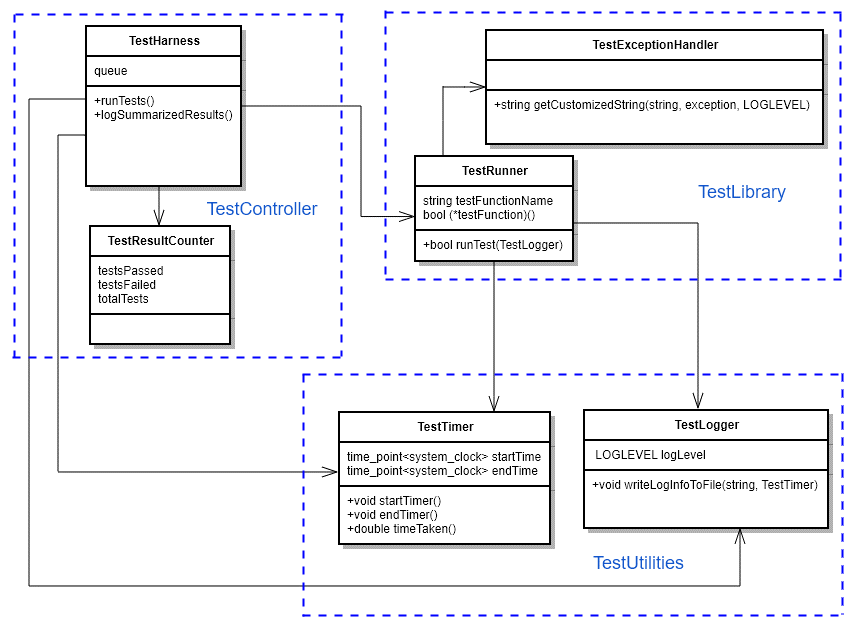 TestHarness
queue
+runTests()
+logSummarizedResults()
TestController
TestResultCounter
testsPassed
testsFailed
totalTests
TestExceptionHandler
+string getCustomizedString(string, exception, LOGLEVEL)
TestRunner
string testFunctionName
bool (*testFunction)()
+bool runTest(TestLogger)
TestLibrary
TestTimer
time_point<system_clock> startTime
time_point<system_clock> endTime
+void startTimer()
+void endTimer()
+double timeTaken()
TestLogger
LOGLEVEL logLevel
+void writeLogInfoToFile(string, TestTimer)
TestUtilities